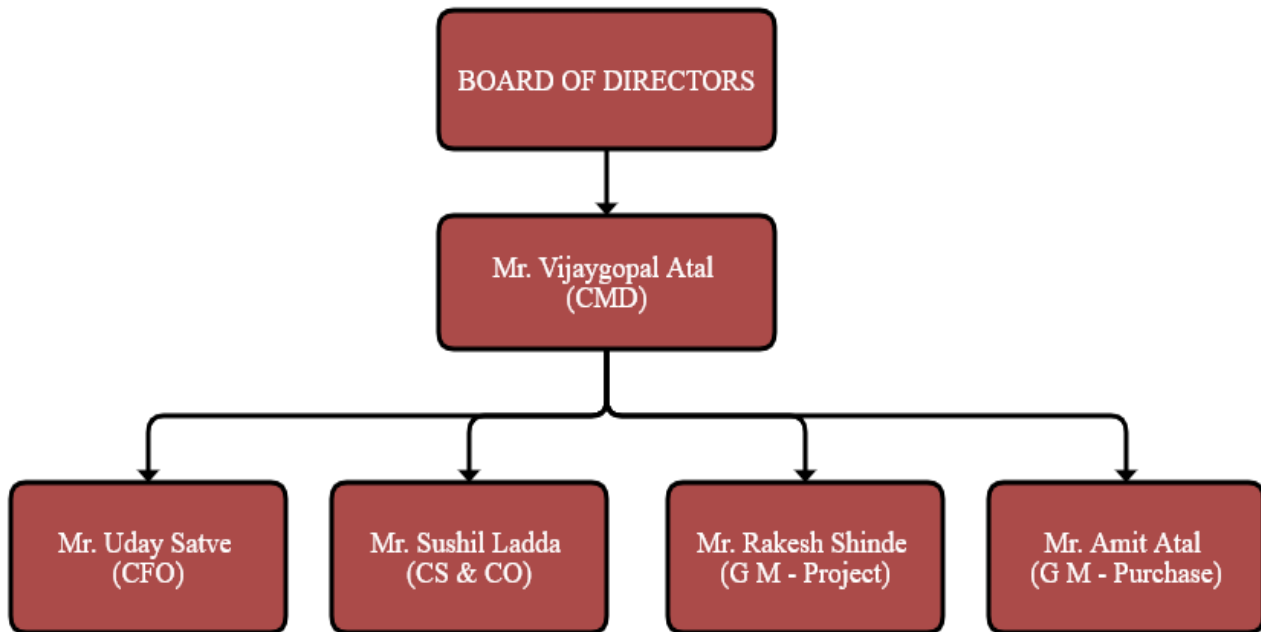 BOARD OF DIRECTORS
Mr. Vijaygopal Atal
(CMD)
Mr. Uday Satve
(CFO)
Mr. Sushil Ladda
(CS & CO)
Mr. Rakesh Shinde
(G M - Project)
Mr. Amit Atal
(G M - Purchase)